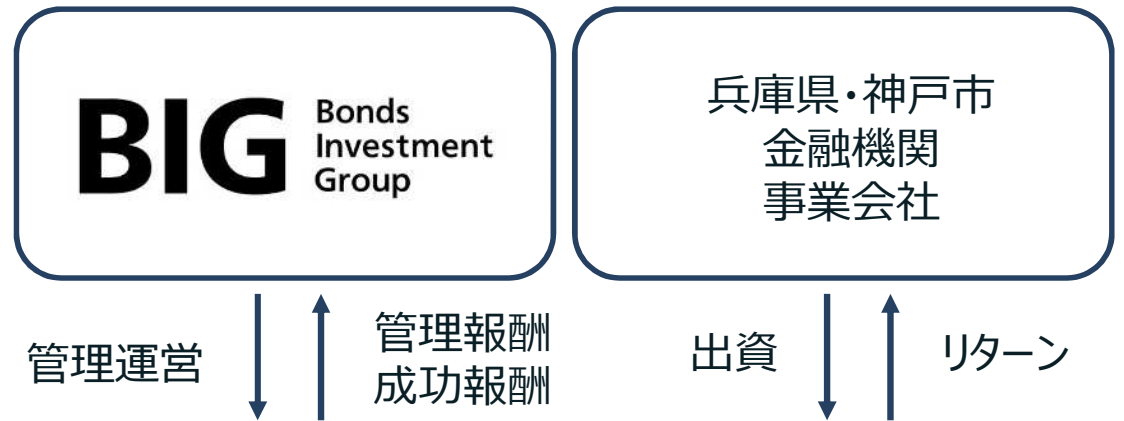 BIG
Bonds
Investment
Group
兵庫県・神戸市
金融機関
事業会社
管理運営
管理報酬
成功報酬
出資
リターン